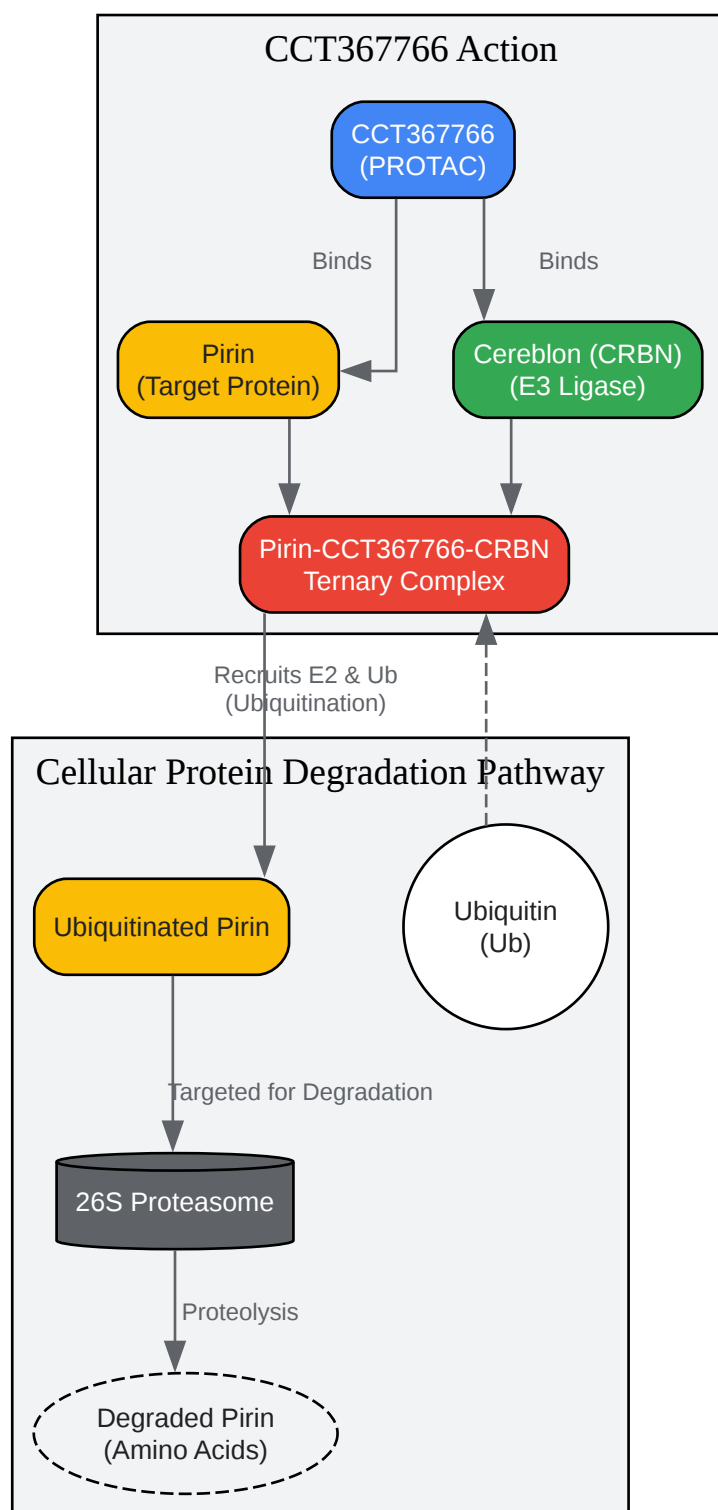 CCT367766 Action
CCT367766
(PROTAC)
Binds
Binds
Pirin
(Target Protein)
Cereblon (CRBN)
(E3 Ligase)
Pirin-CCT367766-CRBN
Ternary Complex
Recruits E2 & Ub
(Ubiquitination)
Cellular Protein Degradation Pathway
Ubiquitinated Pirin
Ubiquitin
(Ub)
Targeted for Degradation
26S Proteasome
Proteolysis
Degraded Pirin
(Amino Acids)